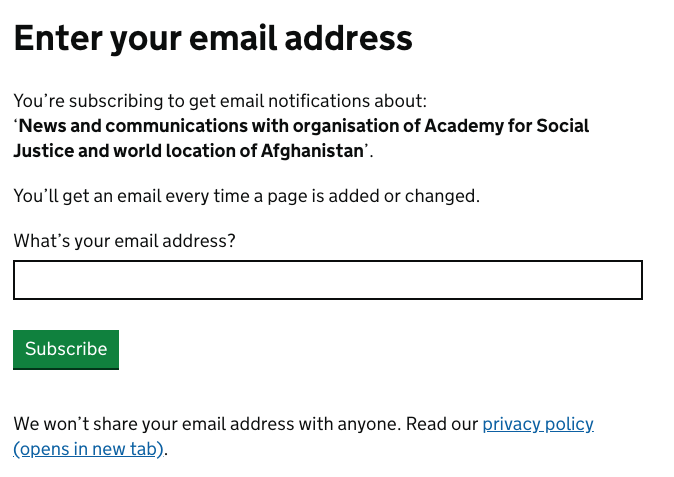 Enter your email address
You’re subscribing to get email notifications about:
‘News and communications with organisation of Academy for Social
Justice and world location of Afghanistan’.
You’ll get an email every time a page is added or changed.
What’s your email address?
Subscribe
We won’t share your email address with anyone. Read our privacy policy
(opens in new tab).